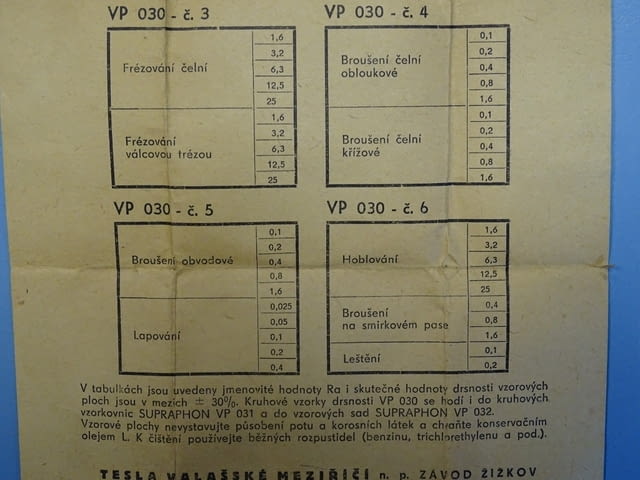 VP 030 - č. 3
Frézování čelní
1,6
3,2
6,3
12,5
25
Frézování
válcovou trézou
1,6
3,2
6,3
12,5
25
VP 030 - č. 4
Broušení čelní
obloukové
0,1
0,2
0,4
0,8
1,6
Broušení čelní
křížové
0,1
0,2
0,4
0,8
1,6
VP 030 - č. 5
Broušení obvodové
0,1
0,2
0,4
0,8
1,6
Lapování
0,025
0,05
0,1
0,2
0,4
VP 030 - č. 6
Hoblování
1,6
3,2
6,3
12,5
25
Broušení
na smirkovém pase
0,4
0,8
1,6
Leštění
0,1
0,2
V tabulkách jsou uvedeny jmenovité hodnoty Ra i skutečné hodnoty drsnosti vzorových
ploch jsou v mezích ± 30%. Kruhové vzorky drsnosti VP 030 se hodí i do kruhových
vzorkovnic SUPRAPHON VP 031 a do vzorových sad SUPRAPHON VP 032.
Vzorové plochy nevystavujte působení potu a korosních látek a chraňte konservačním
olejem L. K čištění používejte běžných rozpustidel (benzinu, trichlorethylenu a pod.).
TESLA VALAŠSKÉ MEZIŘÍČÍ n. p. ZÁVOD ŽIŽKOV